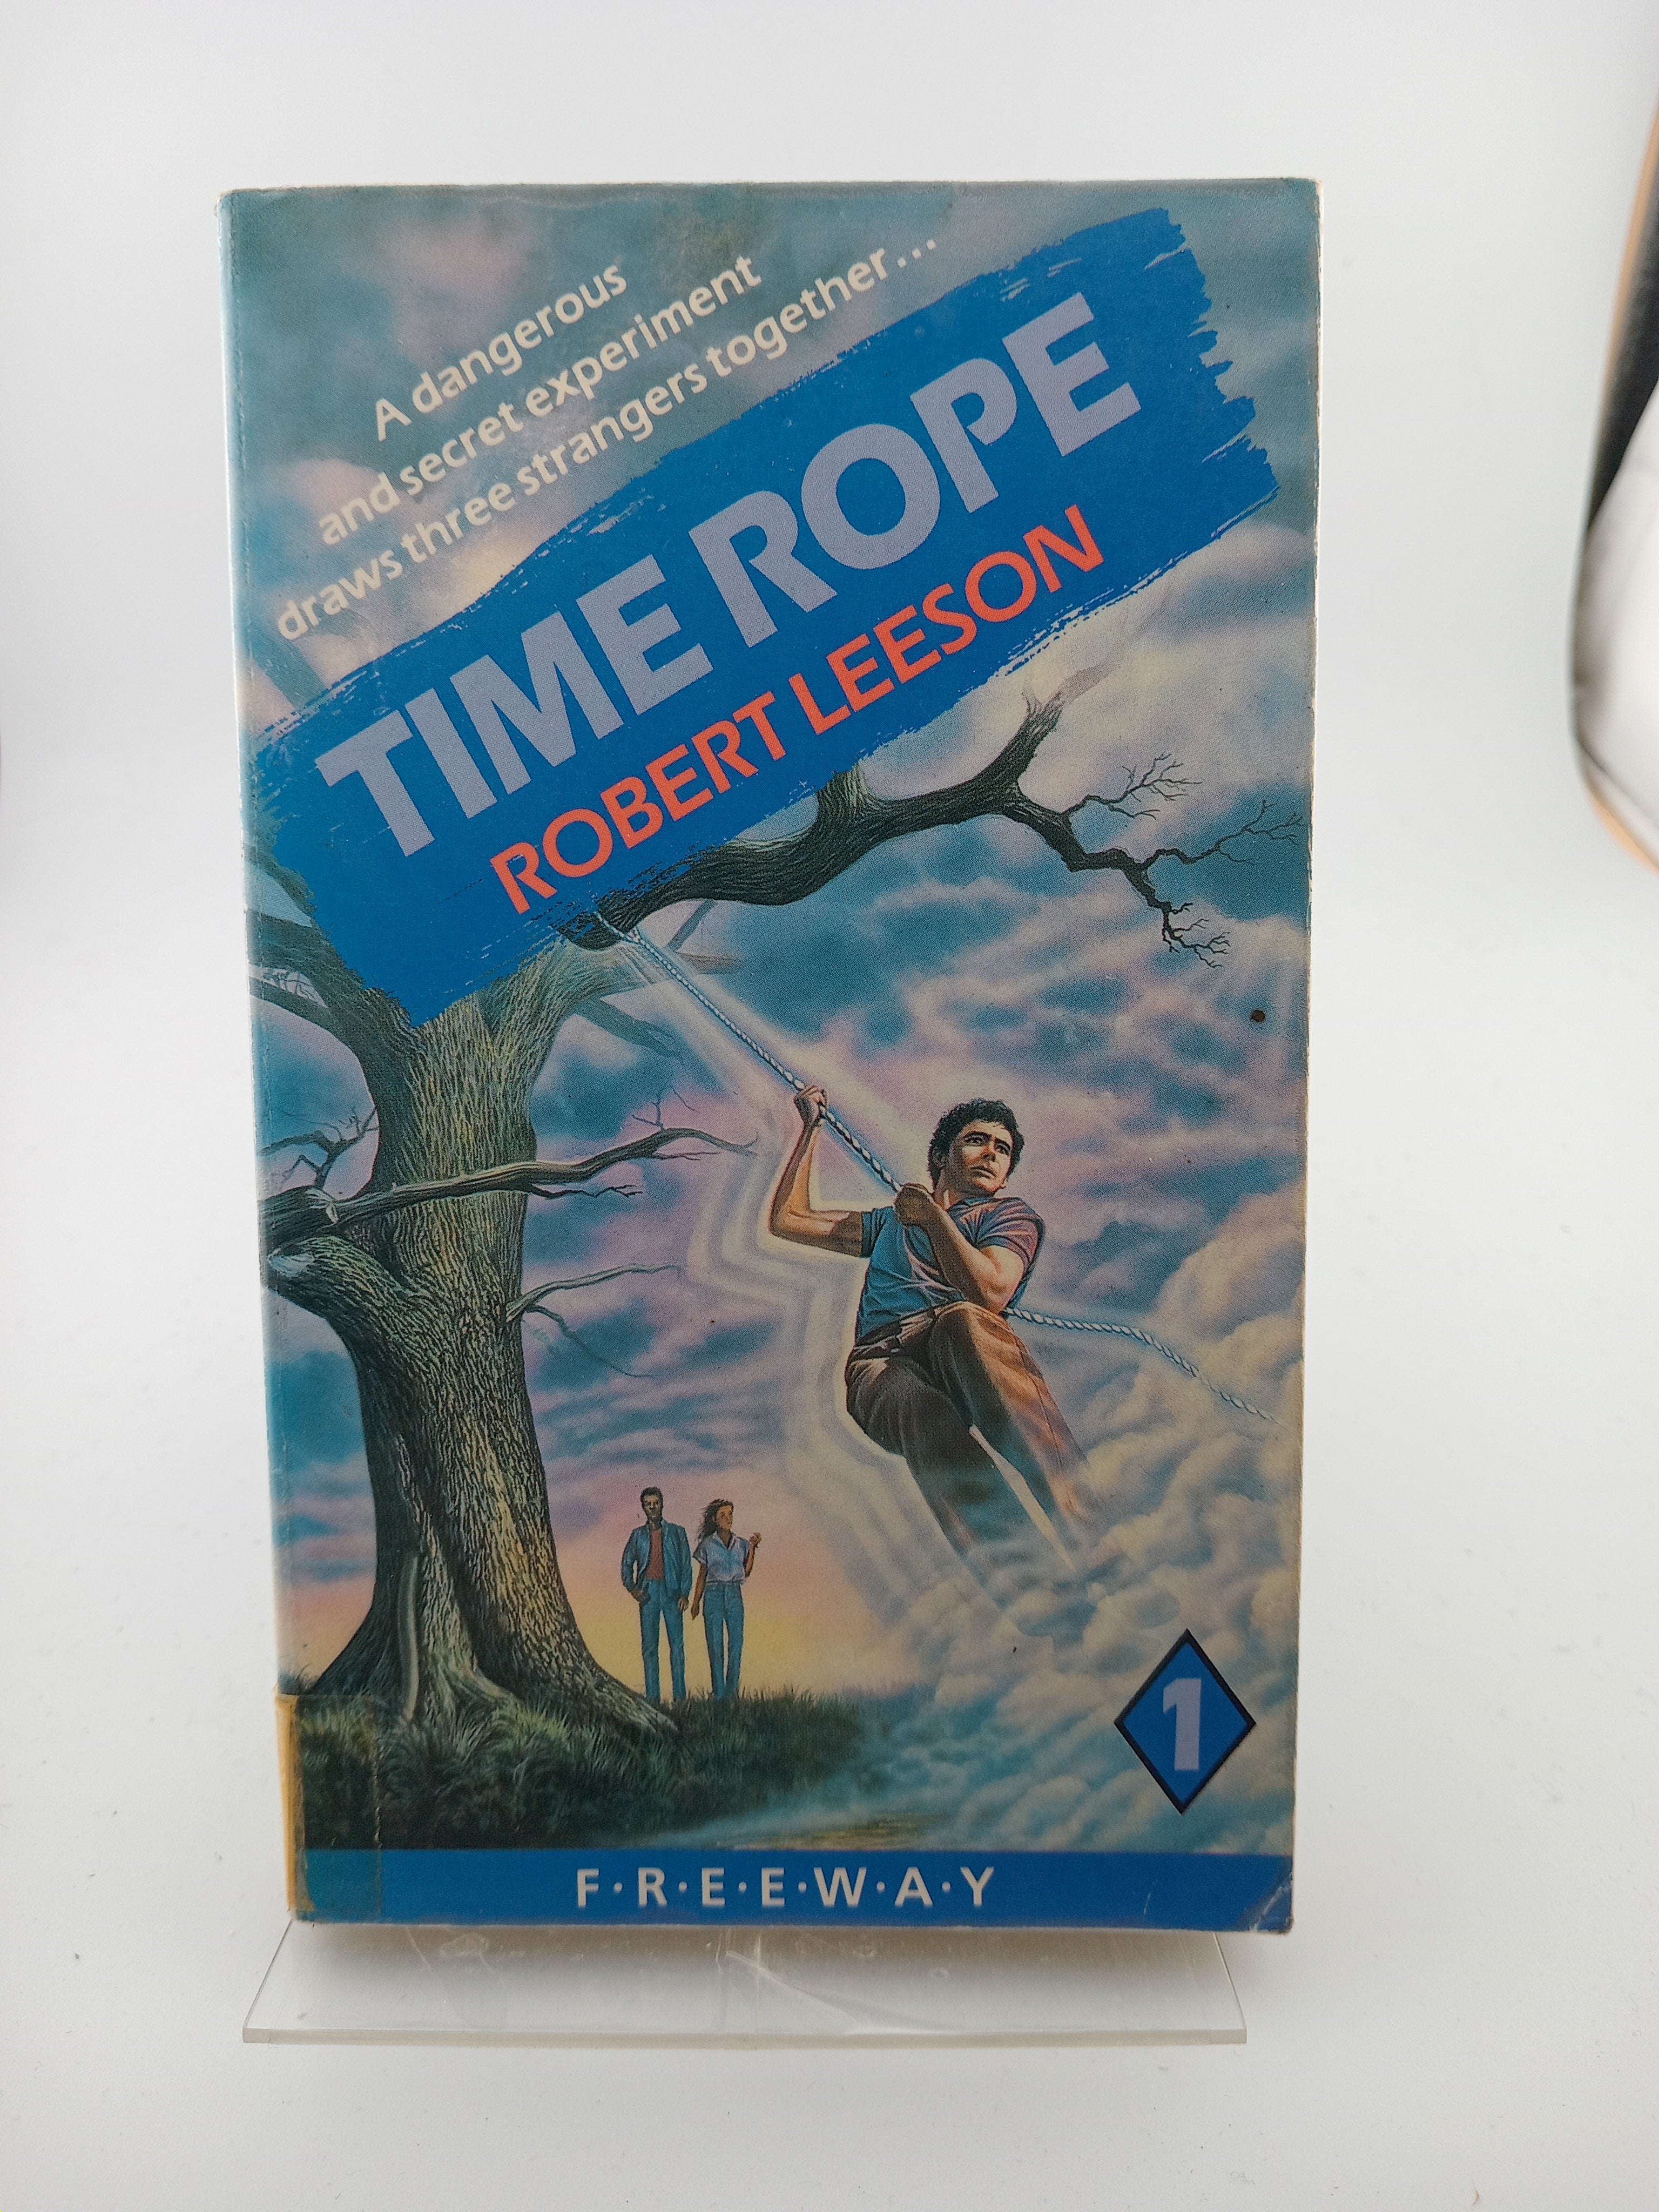 A dangerous
and secret experiment
draws three strangers together...
TIME ROPE
ROBERT LEESON
1
F·R·E·E·W·A·Y